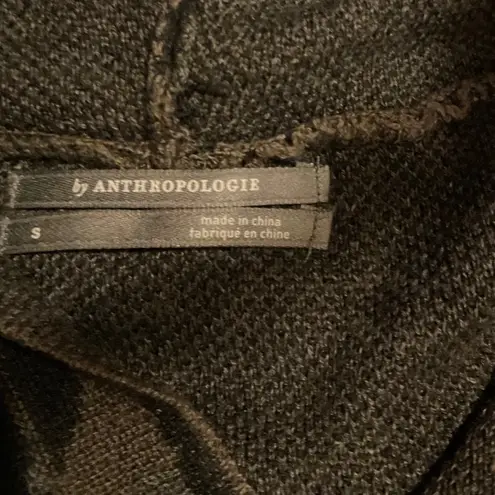 by ANTHROPOLOGIE
S
made in china
fabriqué en chine